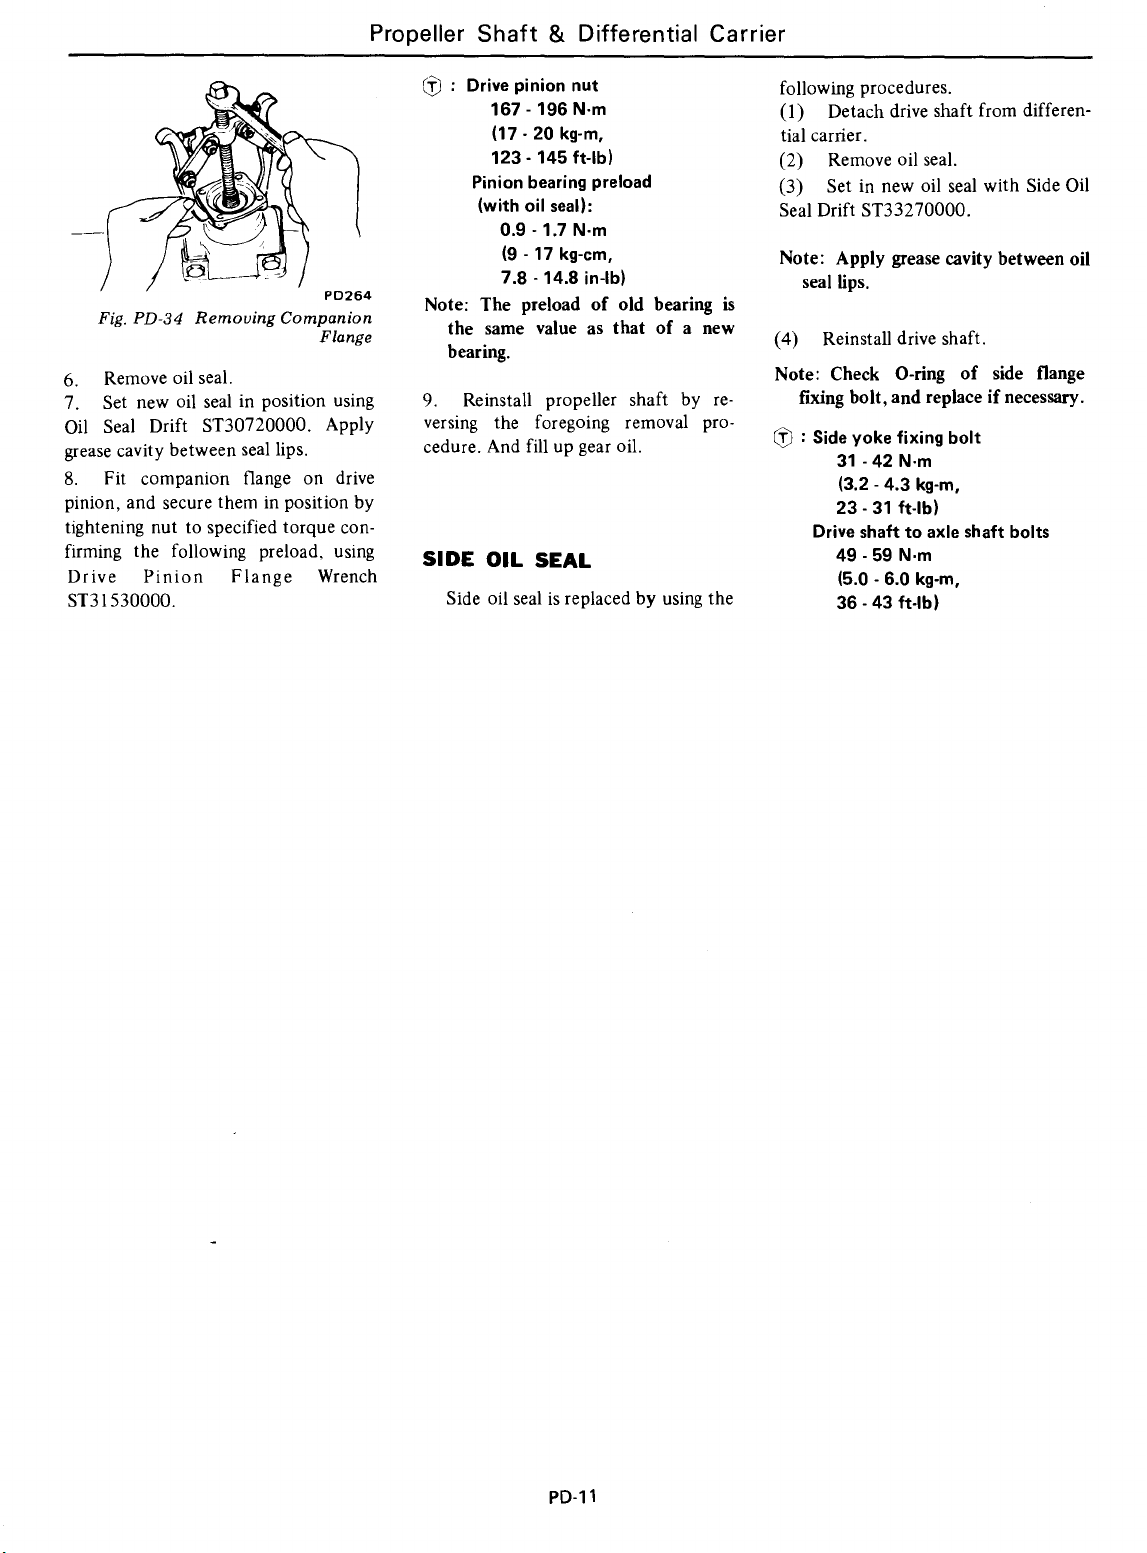 Propeller Shaft & Differential Carrier
PD264
Fig. PD-34 Removing Companion
Flange
6. Remove oil seal.
7. Set new oil seal in position using
Oil Seal Drift ST30720000. Apply
grease cavity between seal lips.
8. Fit companion flange on drive
pinion, and secure them in position by
tightening nut to specified torque con-
firming the following preload, using
Drive Pinion Flange Wrench
ST31530000.
Ⓣ : Drive pinion nut
167 - 196 N·m
(17 - 20 kg-m,
123 - 145 ft-lb)
Pinion bearing preload
(with oil seal):
0.9 - 1.7 N·m
(9 - 17 kg-cm,
7.8 - 14.8 in-lb)
Note: The preload of old bearing is
the same value as that of a new
bearing.
9. Reinstall propeller shaft by re-
versing the foregoing removal pro-
cedure. And fill up gear oil.
SIDE OIL SEAL
Side oil seal is replaced by using the
following procedures.
(1) Detach drive shaft from differen-
tial carrier.
(2) Remove oil seal.
(3) Set in new oil seal with Side Oil
Seal Drift ST33270000.
Note: Apply grease cavity between oil
seal lips.
(4) Reinstall drive shaft.
Note: Check O-ring of side flange
fixing bolt, and replace if necessary.
Ⓣ : Side yoke fixing bolt
31 - 42 N·m
(3.2 - 4.3 kg-m,
23 - 31 ft-lb)
Drive shaft to axle shaft bolts
49 - 59 N·m
(5.0 - 6.0 kg-m,
36 - 43 ft-lb)
PD-11